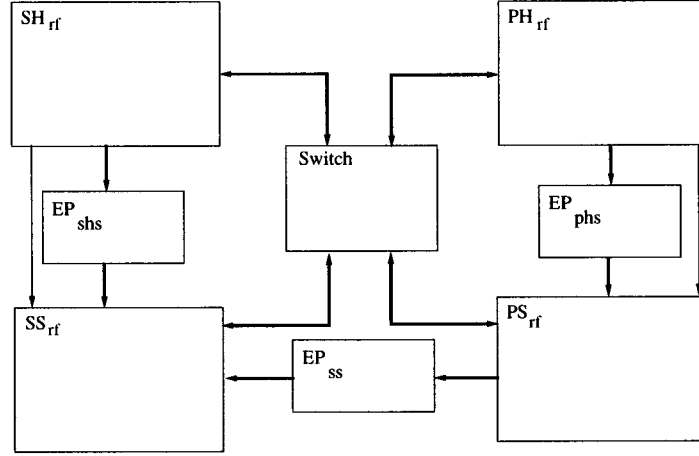 SH rf
PH rf
Switch
EP shs
EP phs
SS rf
PS rf
EP ss